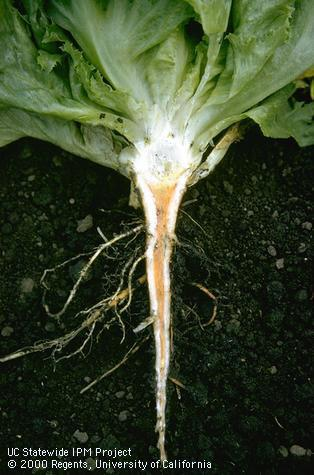 UC Statewide IPM Project
© 2000 Regents, University of California